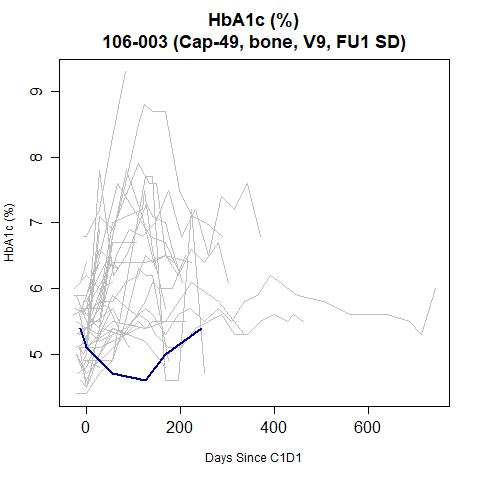 HbA1c (%)
106-003 (Cap-49, bone, V9, FU1 SD)
HbA1c (%)
9
8
7
6
5
0
200
400
600
Days Since C1D1